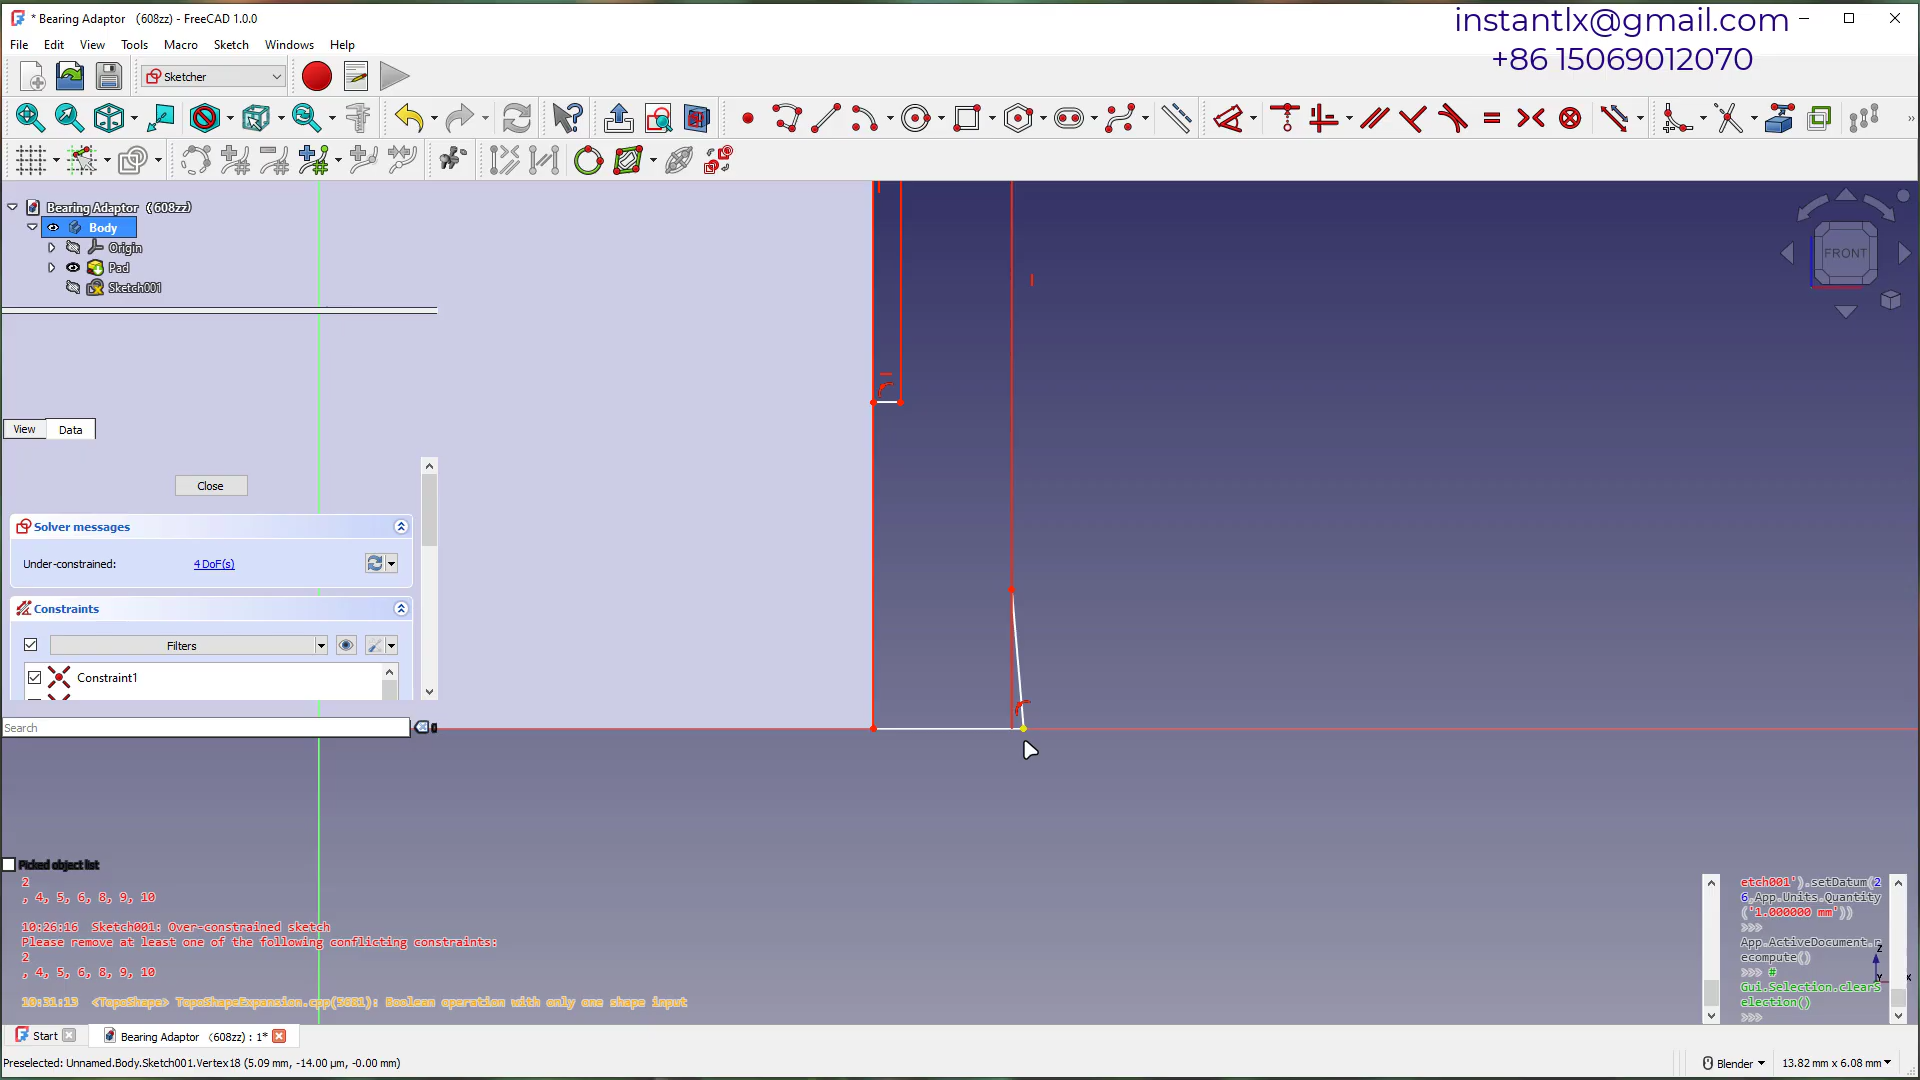 * Bearing Adaptor （608zz） - FreeCAD 1.0.0
instantlx@gmail.com
+86 15069012070
File Edit View Tools Macro Sketch Windows Help
Sketcher
Bearing Adaptor （608zz）
Body
Origin
Pad
Sketch001
FRONT
View Data
Close
Solver messages
Under-constrained: 4 DoF(s)
Constraints
Filters
Constraint1
Search
Picked object list
2
, 4, 5, 6, 8, 9, 10
10:26:16 Sketch001: Over-constrained sketch
Please remove at least one of the following conflicting constraints:
2
, 4, 5, 6, 8, 9, 10
10:31:13 <TopoShape> TopoShapeExpansion.cpp(5881): Boolean operation with only one shape input
etch001').setDatum(2
6,App.Units.Quantity
('1.000000 mm'))
>>>
App.ActiveDocument.r
ecompute()
>>> #
Gui.Selection.clearS
election()
>>>
Z
Y
X
Start
Bearing Adaptor （608zz） : 1*
Preselected: Unnamed.Body.Sketch001.Vertex18 (5.09 mm, -14.00 µm, -0.00 mm)
Blender
13.82 mm x 6.08 mm